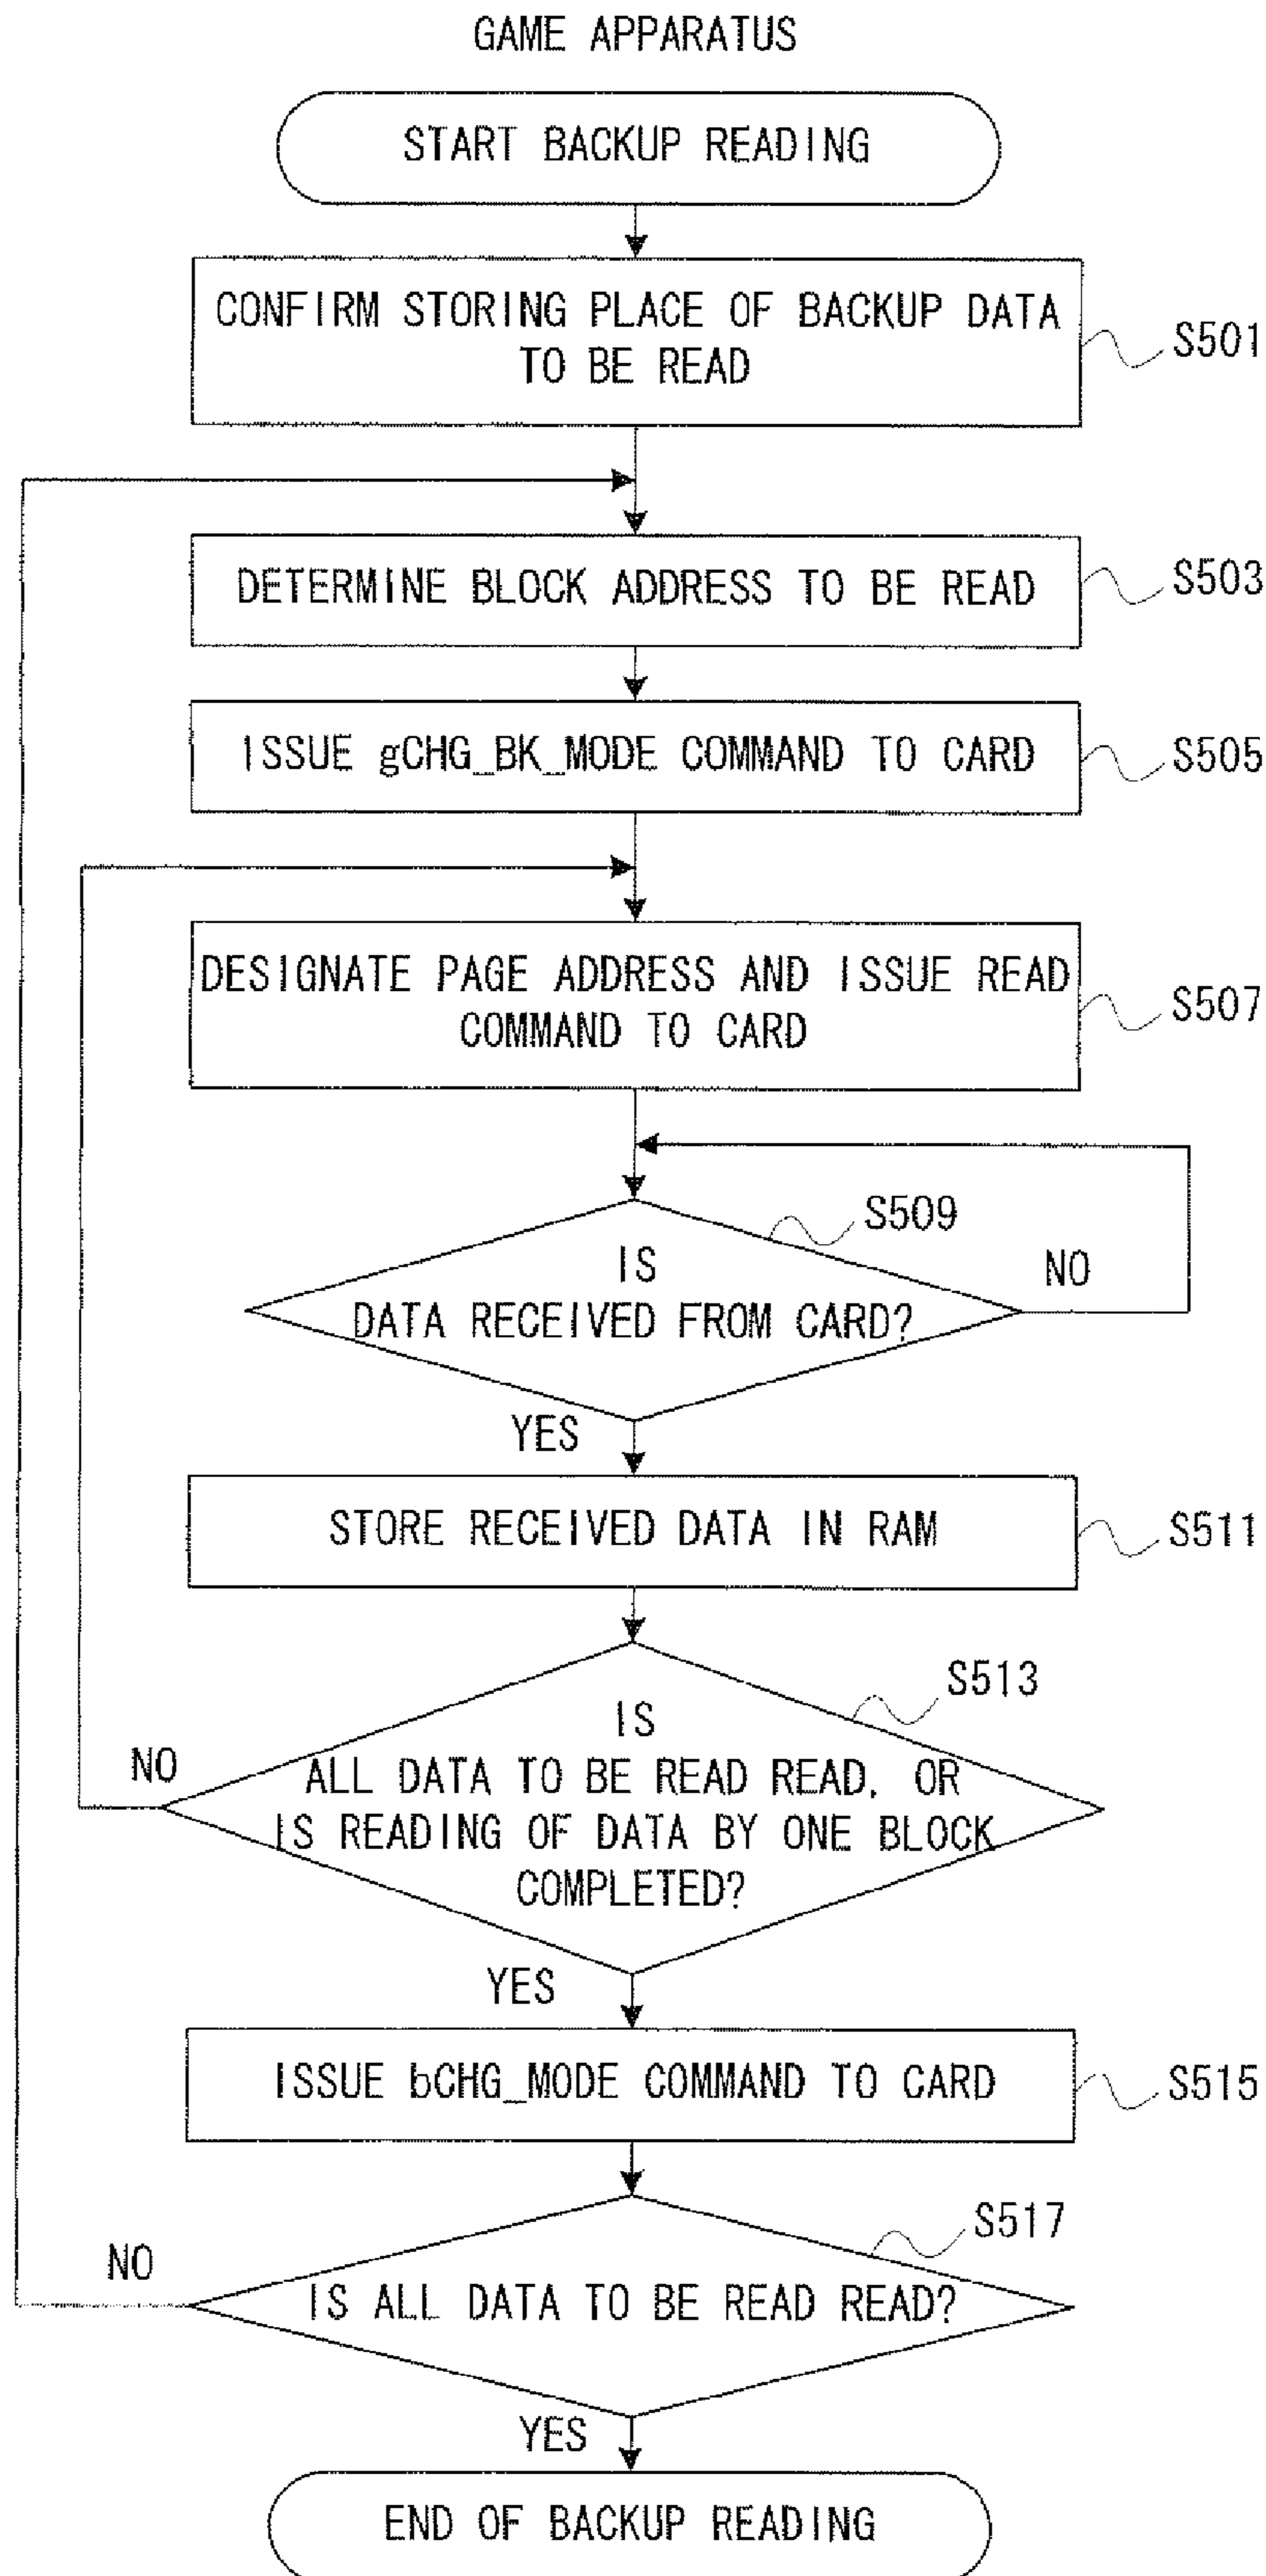 GAME APPARATUS
START BACKUP READING
CONFIRM STORING PLACE OF BACKUP DATA
TO BE READ
S501
DETERMINE BLOCK ADDRESS TO BE READ
S503
ISSUE gCHG_BK_MODE COMMAND TO CARD
S505
DESIGNATE PAGE ADDRESS AND ISSUE READ
COMMAND TO CARD
S507
S509
IS
DATA RECEIVED FROM CARD?
NO
YES
STORE RECEIVED DATA IN RAM
S511
S513
IS
ALL DATA TO BE READ READ, OR
IS READING OF DATA BY ONE BLOCK
COMPLETED?
NO
YES
ISSUE bCHG_MODE COMMAND TO CARD
S515
S517
NO
IS ALL DATA TO BE READ READ?
YES
END OF BACKUP READING